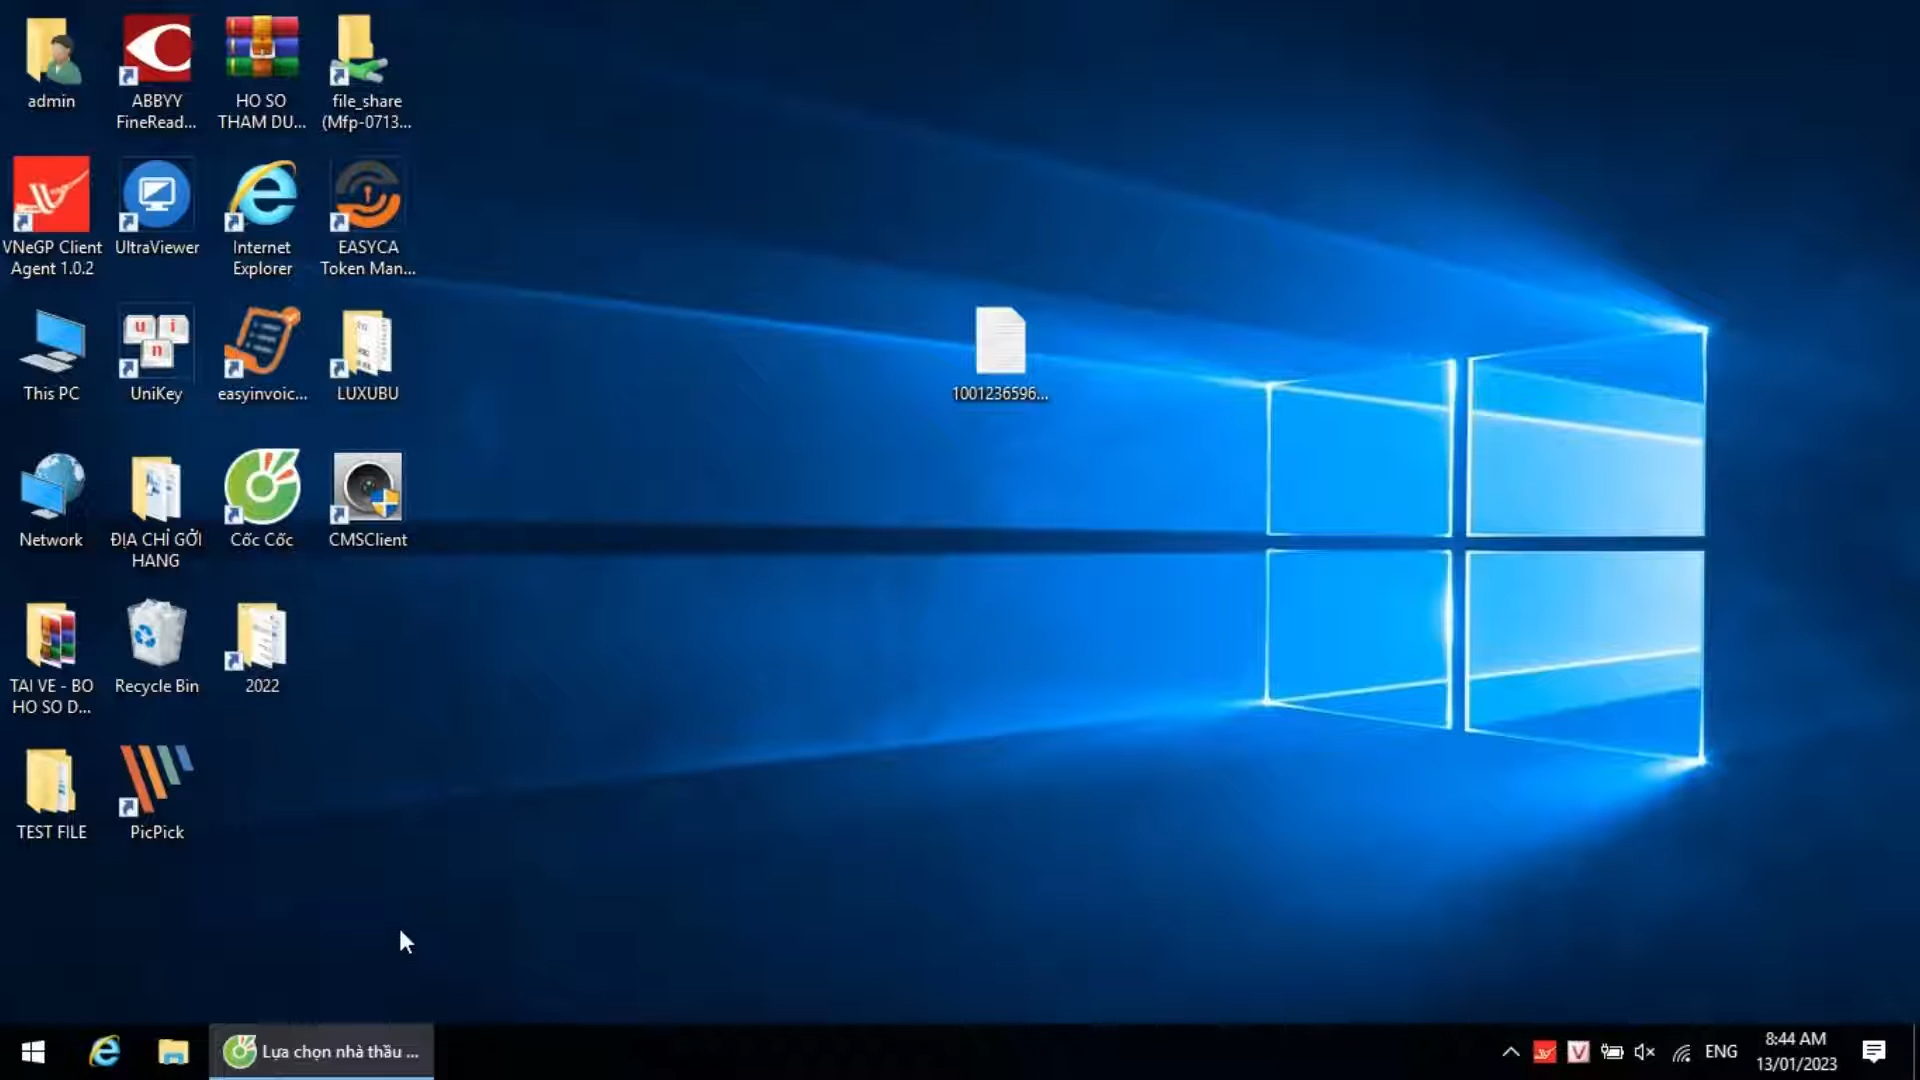 admin
ABBYY
FineRead...
HO SO
THAM DU...
file_share
(Mfp-0713...
VNeGP Client
Agent 1.0.2
UltraViewer
Internet
Explorer
EASYCA
Token Man...
This PC
UniKey
easyinvoic...
LUXUBU
1001236596...
Network
ĐỊA CHỈ GỞI
HANG
Cốc Cốc
CMSClient
TAI VE - BO
HO SO D...
Recycle Bin
2022
TEST FILE
PicPick
Lựa chọn nhà thầu ...
ENG
8:44 AM
13/01/2023